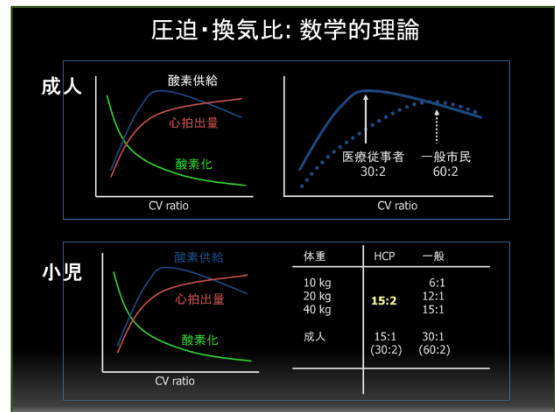 圧迫・換気比: 数学的理論
成人
酸素供給
心拍出量
酸素化
CV ratio
医療従事者
30:2
一般市民
60:2
CV ratio
小児
酸素供給
心拍出量
酸素化
CV ratio
体重 HCP 一般
10 kg 6:1
20 kg 15:2 12:1
40 kg 15:1
成人 15:1 30:1
(30:2) (60:2)